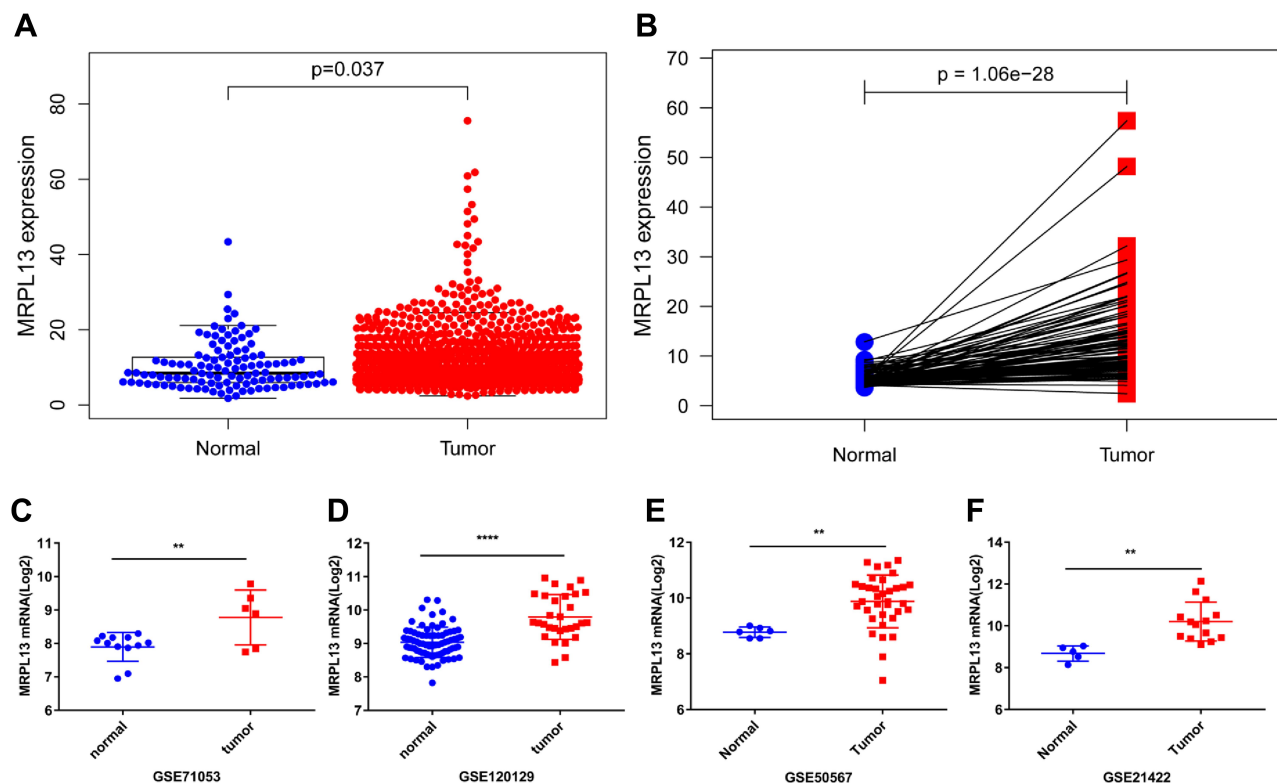 A
p=0.037
MRPL13 expression
80
60
40
20
0
Normal
Tumor
B
p = 1.06e−28
MRPL13 expression
70
60
50
40
30
20
10
0
Normal
Tumor
C
**
MRPL13 mRNA(Log2)
11
10
9
8
7
6
normal
tumor
GSE71053
D
****
MRPL13 mRNA(Log2)
12
11
10
9
8
7
normal
tumor
GSE120129
E
**
MRPL13 mRNA(Log2)
12
10
8
6
Normal
Tumor
GSE50567
F
**
MRPL13 mRNA(Log2)
14
12
10
8
6
Normal
Tumor
GSE21422